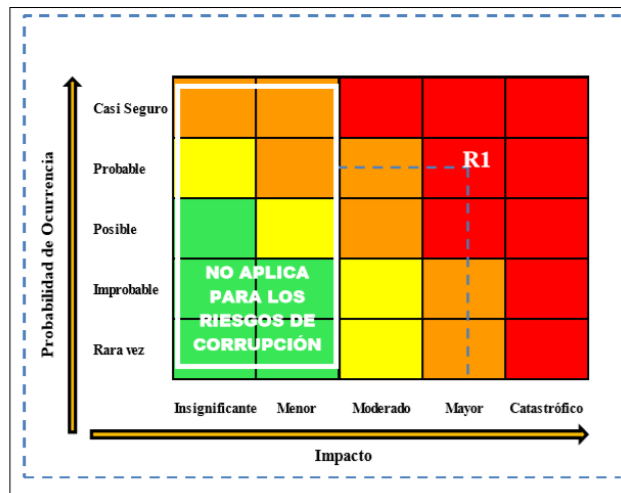 Probabilidad de Ocurrencia
Casi Seguro
Probable
R1
Posible
Improbable
Rara vez
NO APLICA
PARA LOS
RIESGOS DE
CORRUPCIÓN
Insignificante
Menor
Moderado
Mayor
Catastrófico
Impacto